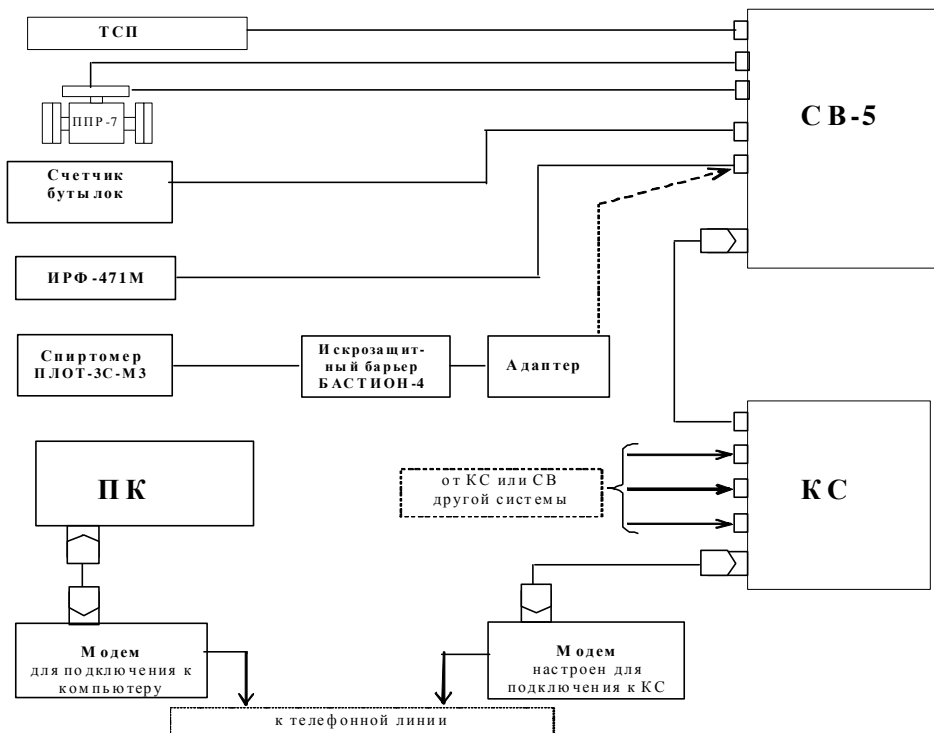 ТСП
ППР-7
СВ-5
Счетчик
бутылок
ИРФ-471М
Спиртомер
ПЛОТ-3С-М3
Искрозащит-
ный барьер
БАСТИОН-4
Адаптер
ПК
от КС или СВ
другой системы
КС
Модем
для подключения к
компьютеру
Модем
настроен для
подключения к КС
к телефонной линии